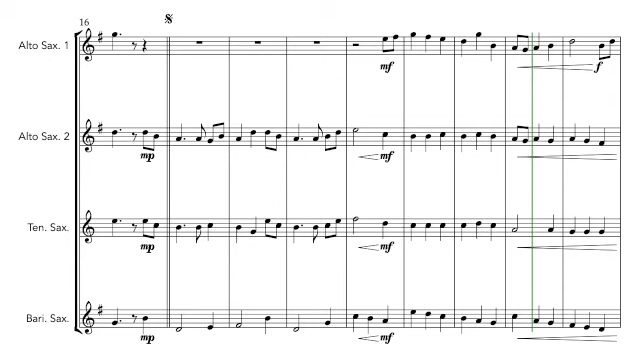 16
Alto Sax. 1
mf
f
Alto Sax. 2
mp
mf
Ten. Sax.
mp
mf
Bari. Sax.
mp
mf